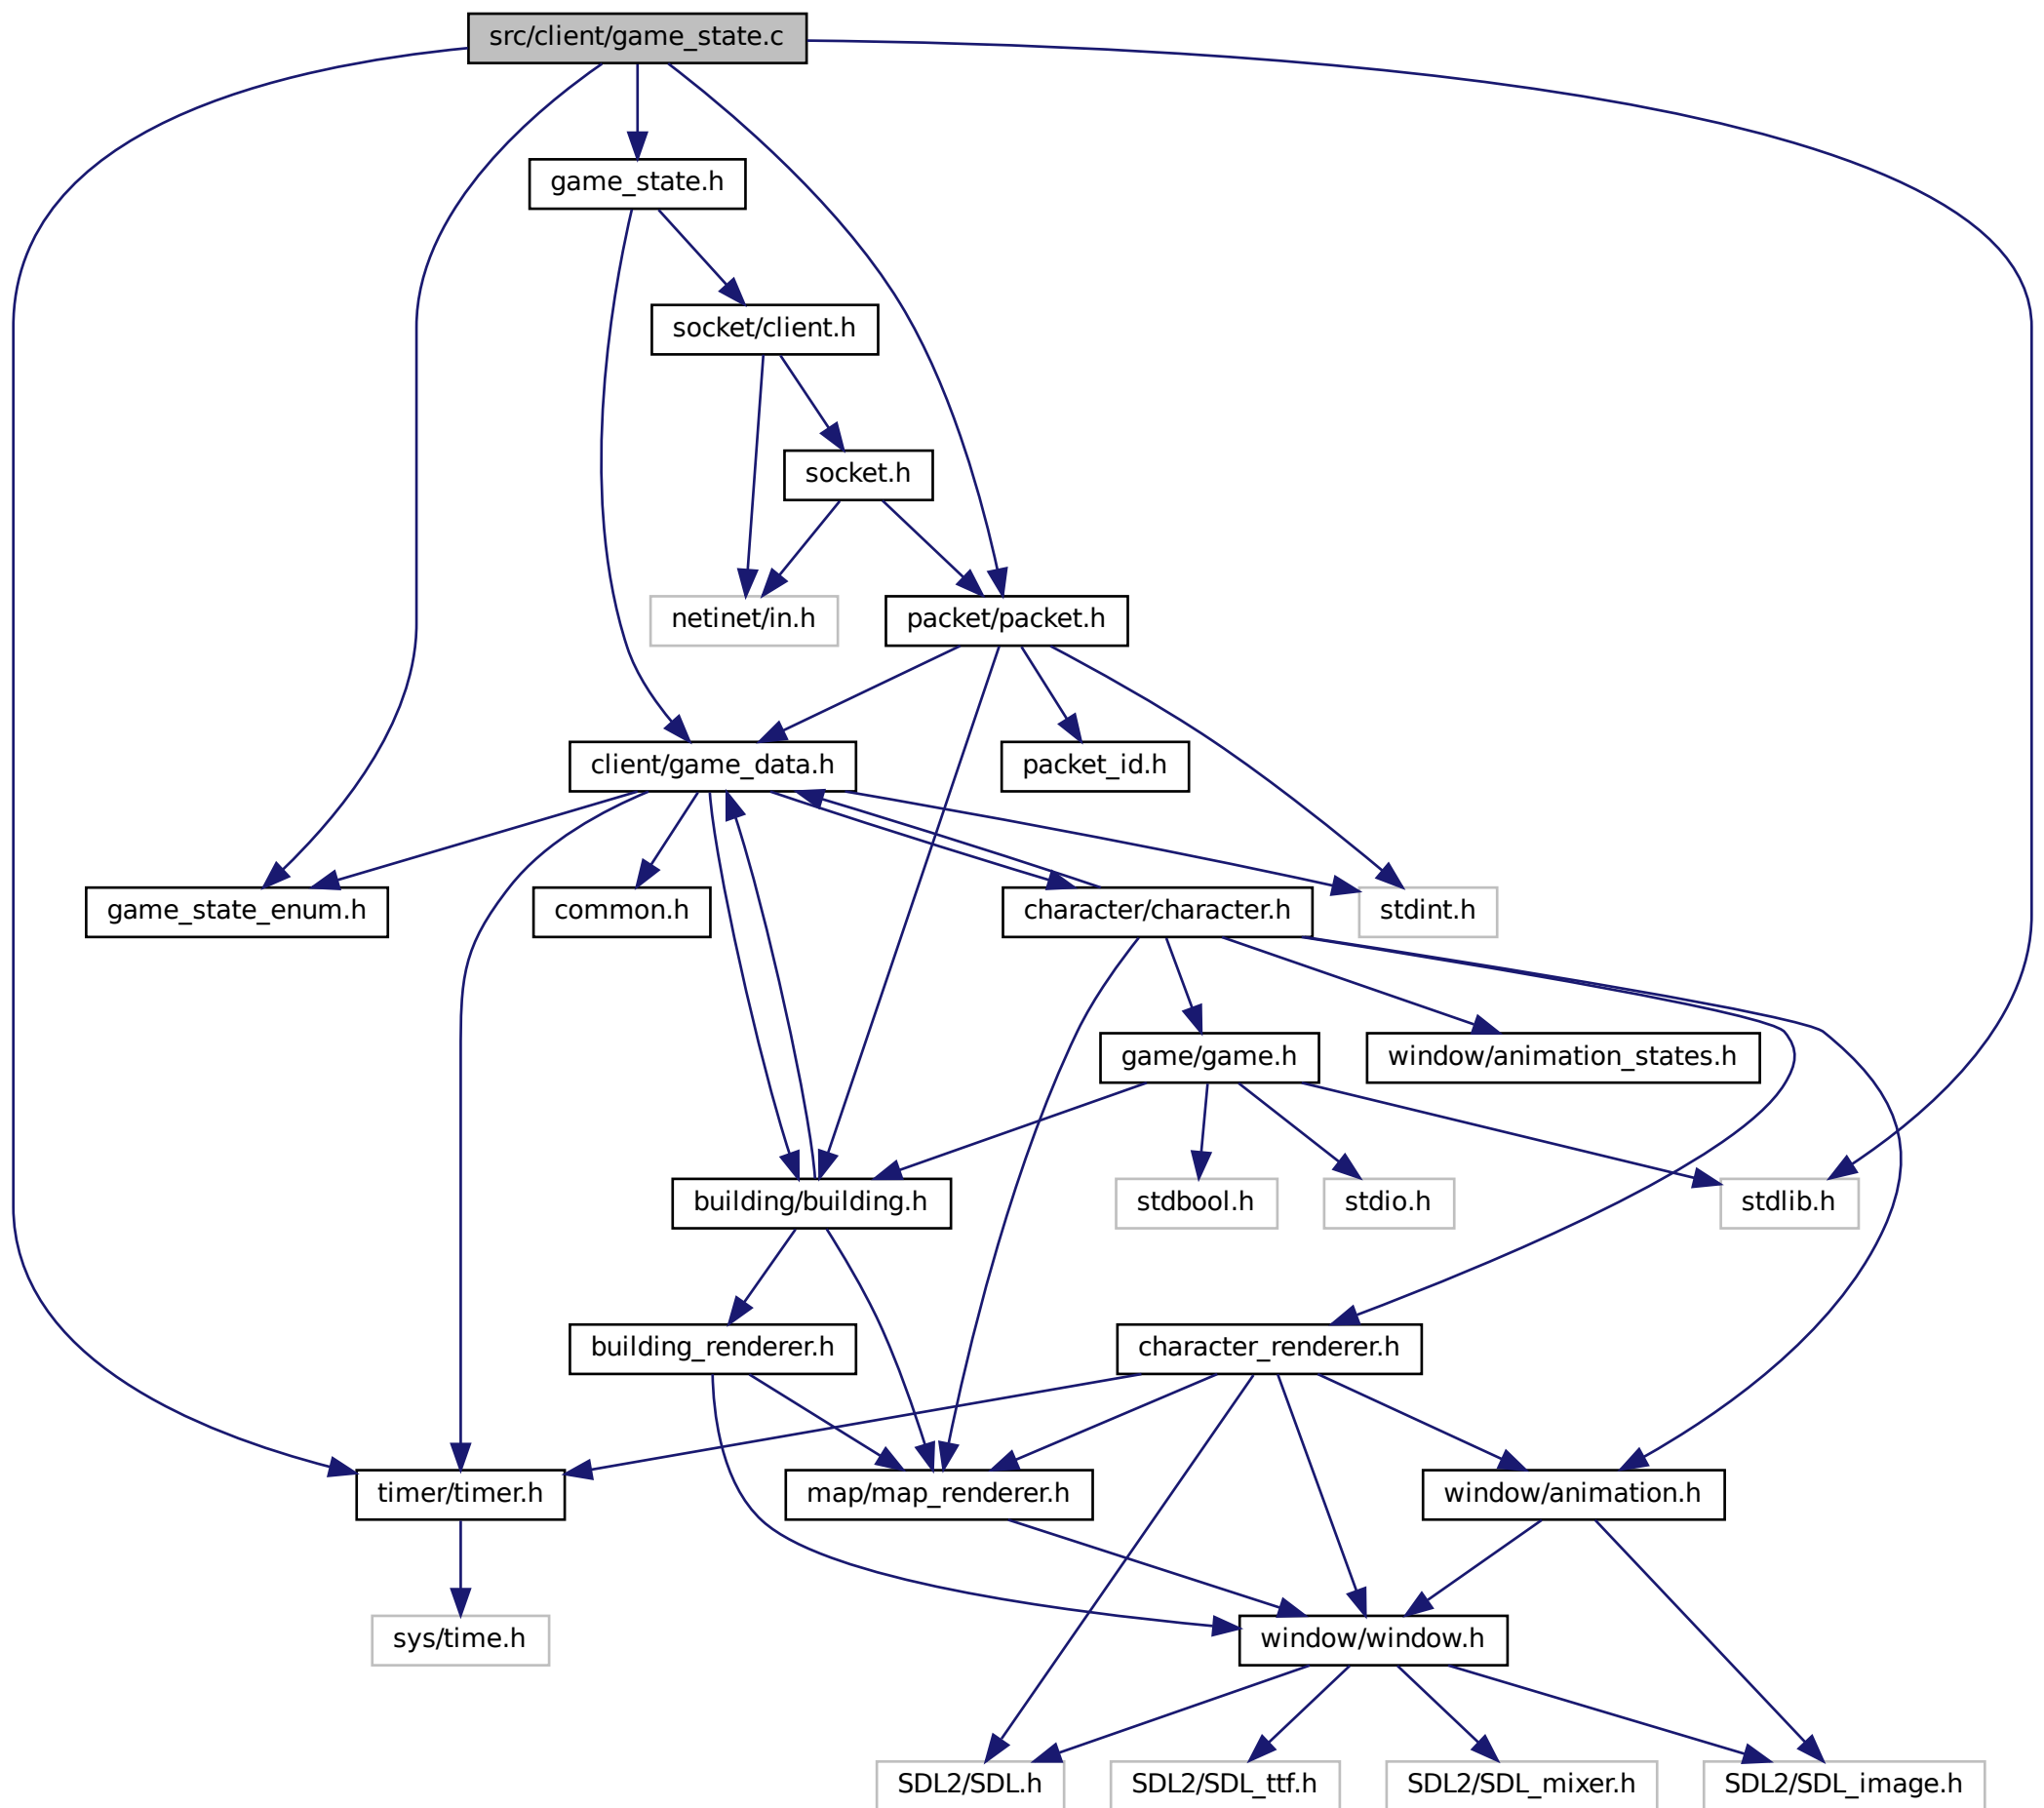 src/client/game_state.c
game_state.h
socket/client.h
socket.h
netinet/in.h
packet/packet.h
client/game_data.h
packet_id.h
game_state_enum.h
common.h
character/character.h
stdint.h
game/game.h
window/animation_states.h
building/building.h
stdbool.h
stdio.h
stdlib.h
building_renderer.h
character_renderer.h
timer/timer.h
map/map_renderer.h
window/animation.h
sys/time.h
window/window.h
SDL2/SDL.h
SDL2/SDL_ttf.h
SDL2/SDL_mixer.h
SDL2/SDL_image.h